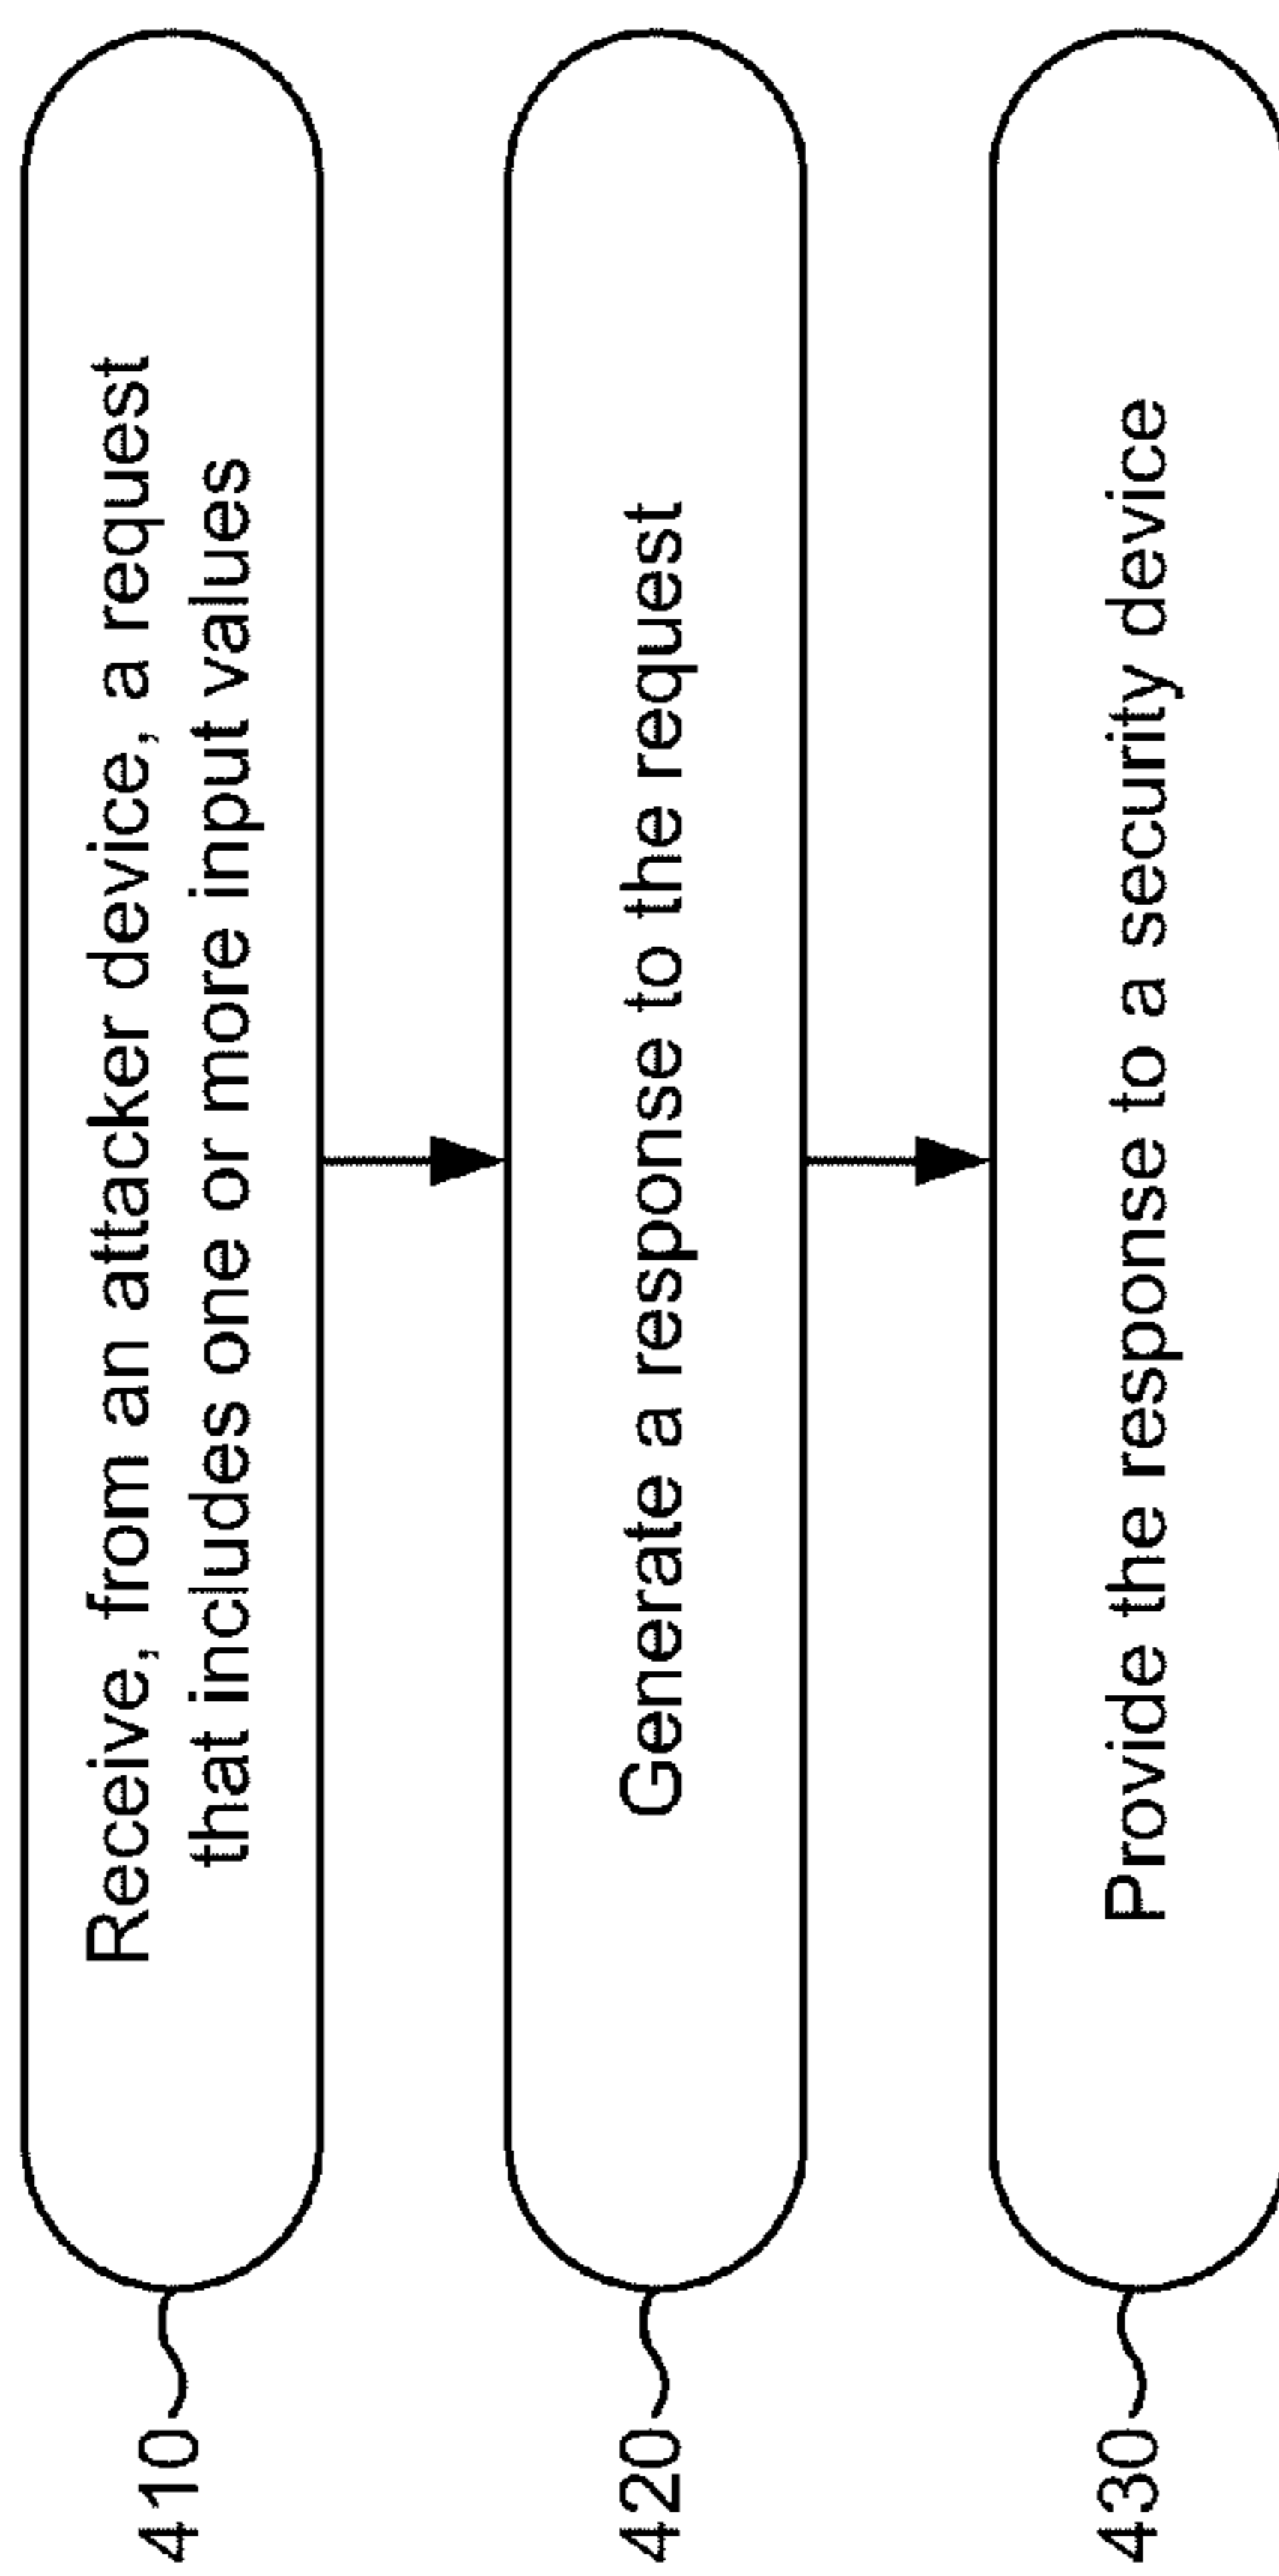 410
Receive, from an attacker device, a request
that includes one or more input values
420
Generate a response to the request
430
Provide the response to a security device